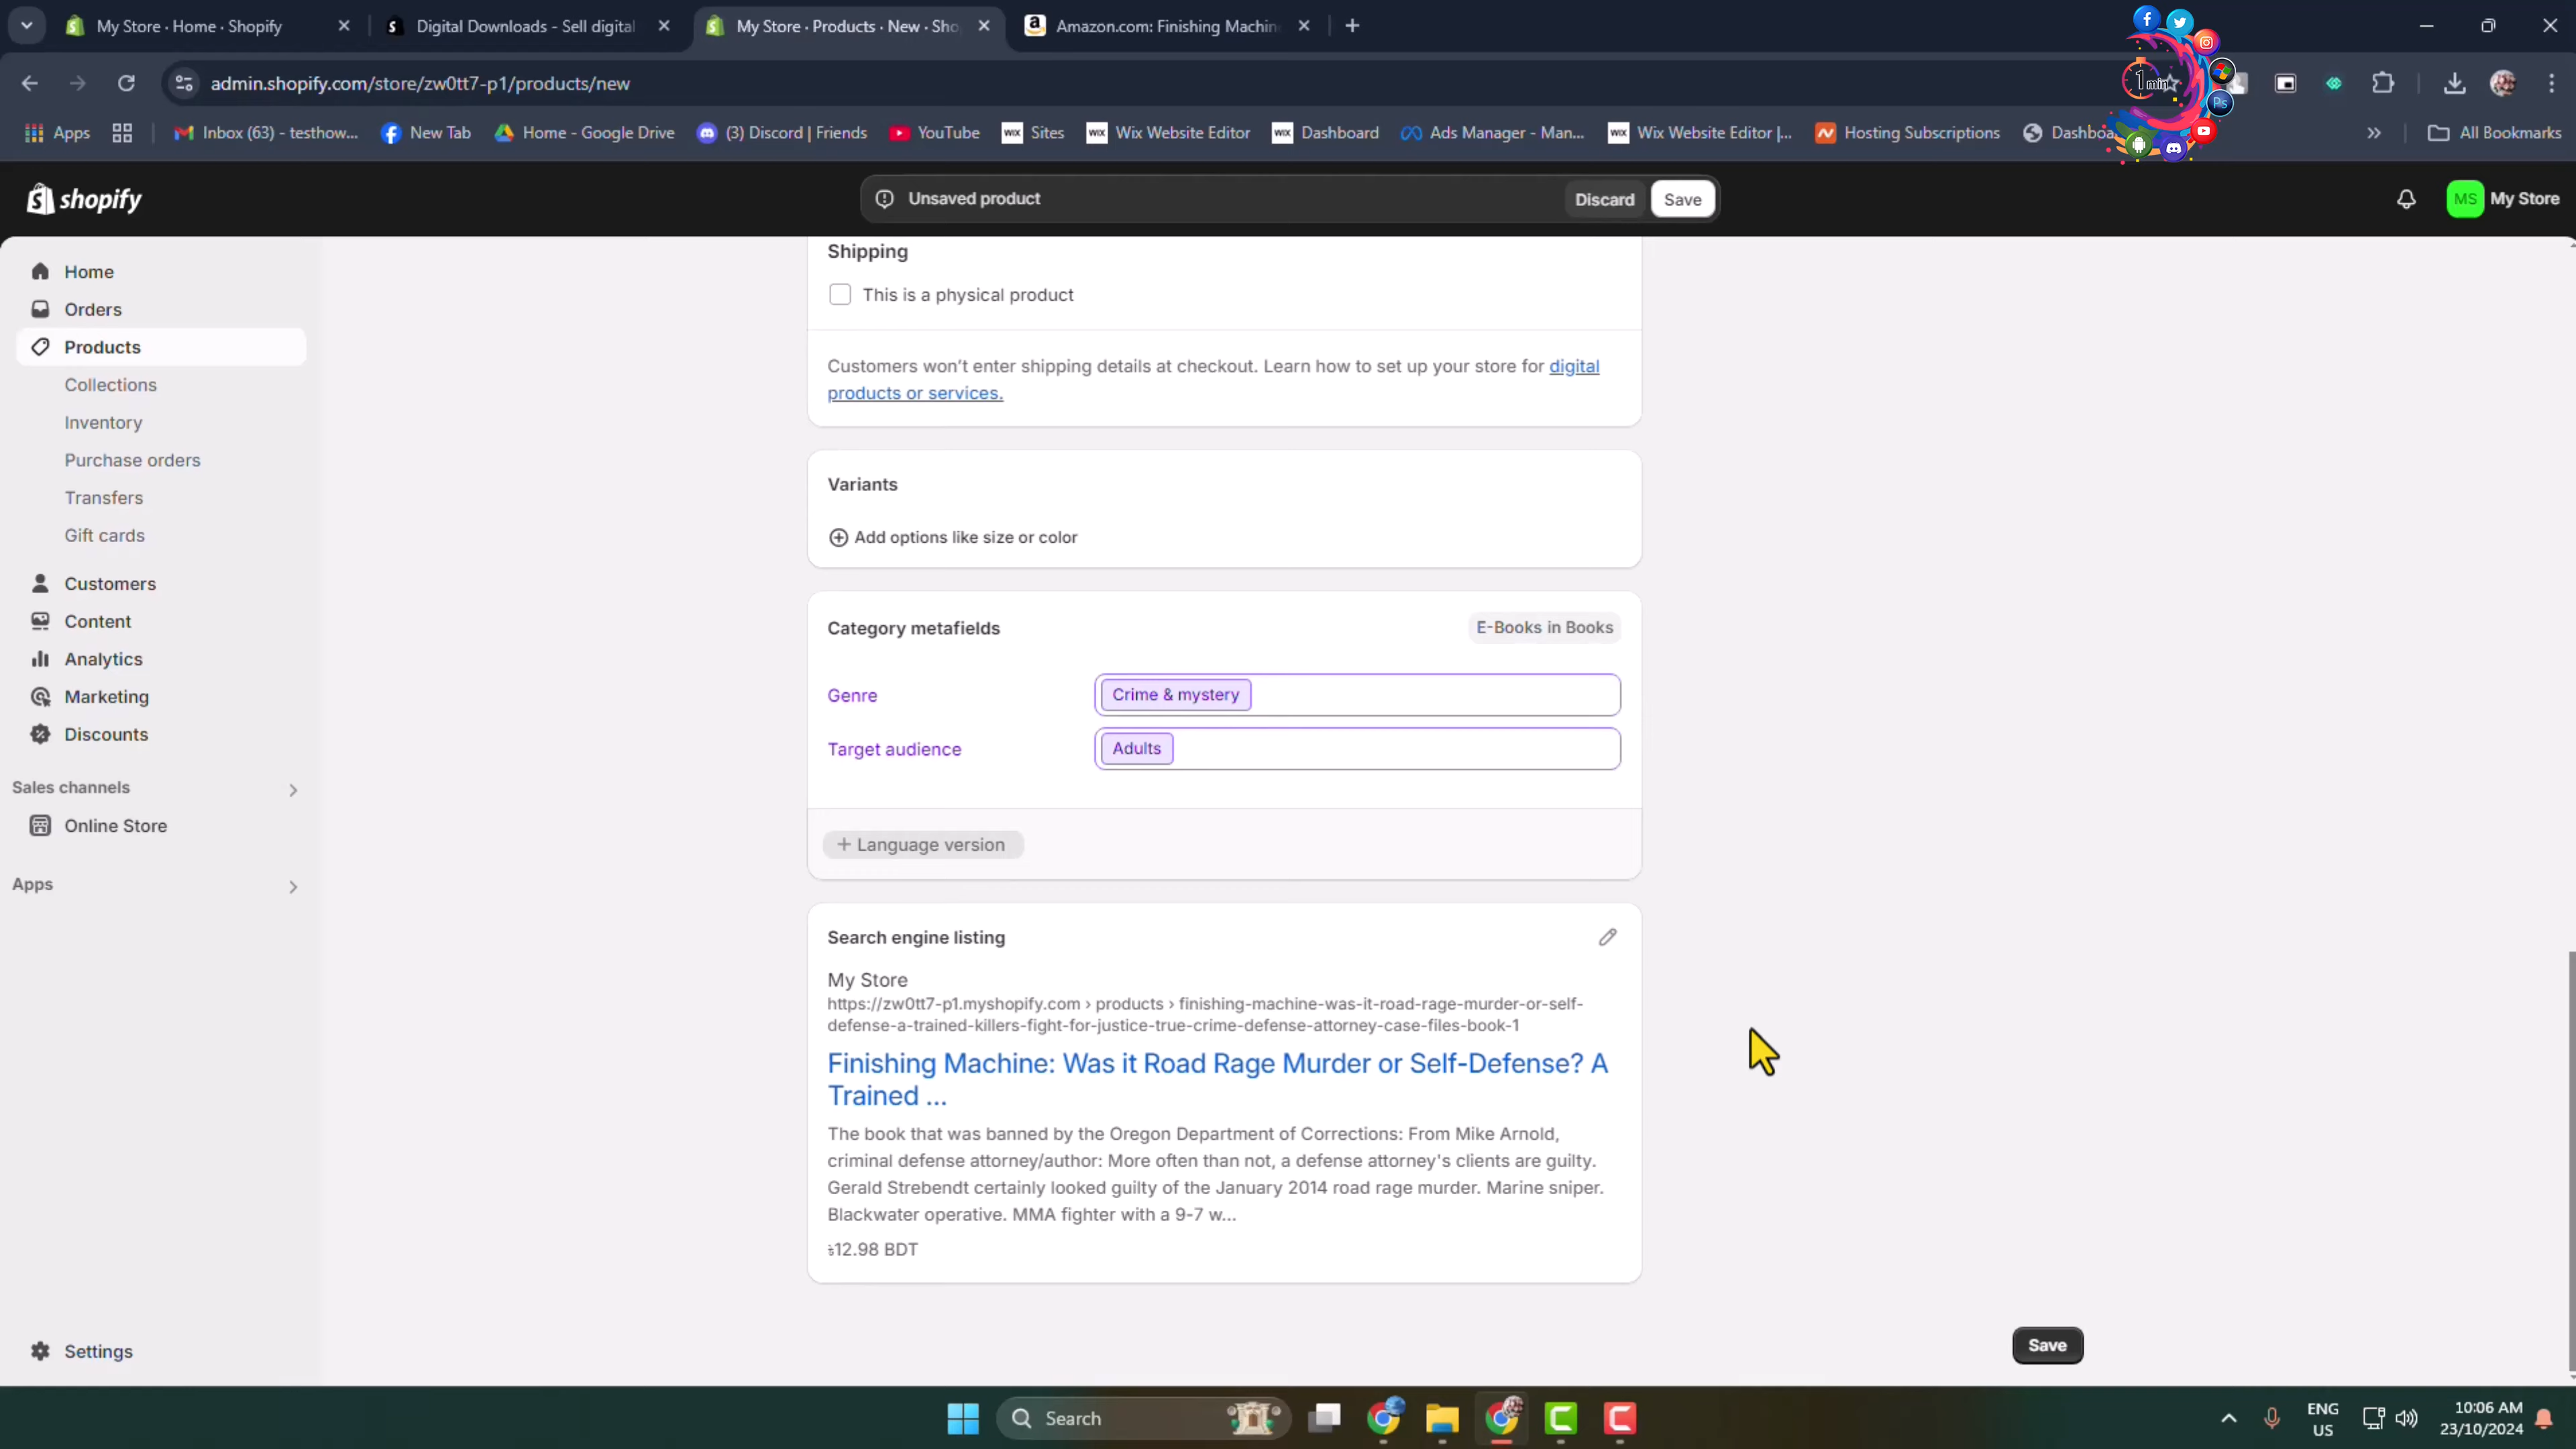 My Store · Home · Shopify
Digital Downloads - Sell digital
My Store · Products · New · Sho
Amazon.com: Finishing Machin
admin.shopify.com/store/zw0tt7-p1/products/new
1 min
Ps
Apps
Inbox (63) - testhow...
New Tab
Home - Google Drive
(3) Discord | Friends
YouTube
WIX Sites
WIX Wix Website Editor
WIX Dashboard
Ads Manager - Man...
WIX Wix Website Editor |...
Hosting Subscriptions
Dashboa
All Bookmarks
shopify
Unsaved product
Discard
Save
MS My Store
Home
Orders
Products
Collections
Inventory
Purchase orders
Transfers
Gift cards
Customers
Content
Analytics
Marketing
Discounts
Sales channels
Online Store
Apps
Settings
Shipping
This is a physical product
Customers won't enter shipping details at checkout. Learn how to set up your store for digital
products or services.
Variants
Add options like size or color
Category metafields
E-Books in Books
Genre
Crime & mystery
Target audience
Adults
+ Language version
Search engine listing
My Store
https://zw0tt7-p1.myshopify.com › products › finishing-machine-was-it-road-rage-murder-or-self-
defense-a-trained-killers-fight-for-justice-true-crime-defense-attorney-case-files-book-1
Finishing Machine: Was it Road Rage Murder or Self-Defense? A
Trained ...
The book that was banned by the Oregon Department of Corrections: From Mike Arnold,
criminal defense attorney/author: More often than not, a defense attorney's clients are guilty.
Gerald Strebendt certainly looked guilty of the January 2014 road rage murder. Marine sniper.
Blackwater operative. MMA fighter with a 9-7 w...
৳12.98 BDT
Save
Search
ENG
US
10:06 AM
23/10/2024